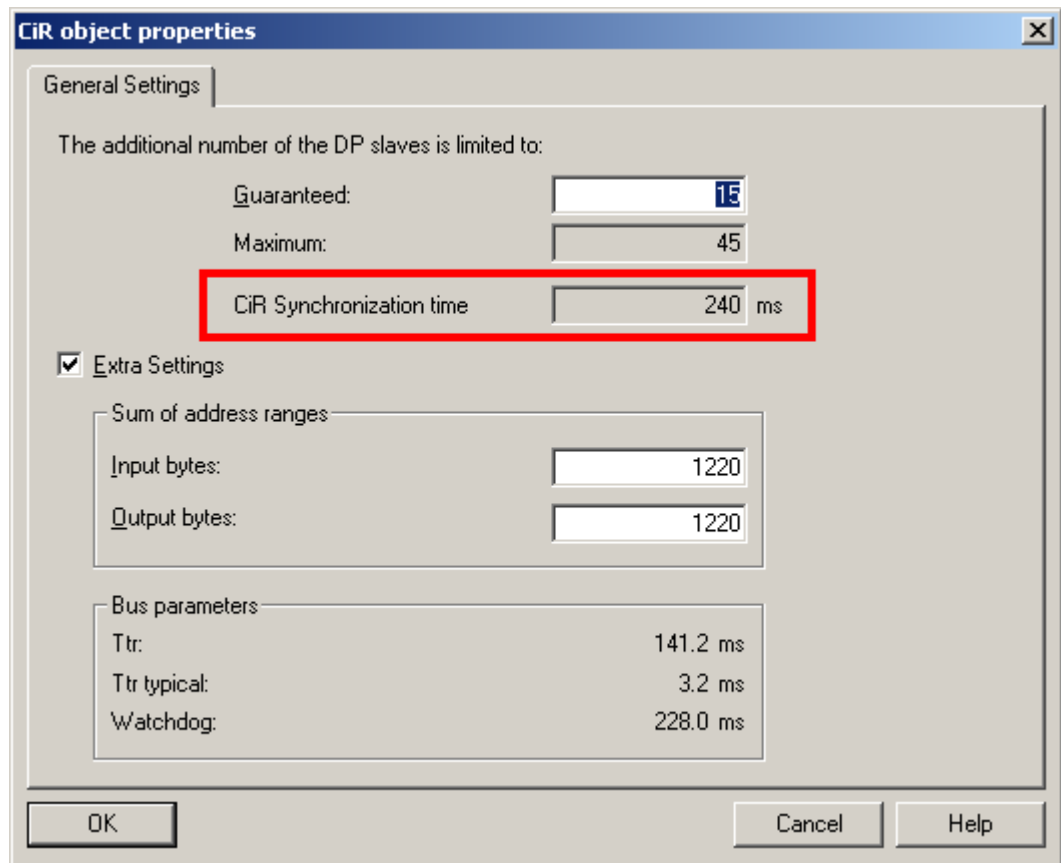 CiR object properties
General Settings
The additional number of the DP slaves is limited to:
Guaranteed: 15
Maximum: 45
CiR Synchronization time 240 ms
Extra Settings
Sum of address ranges
Input bytes: 1220
Output bytes: 1220
Bus parameters
Ttr: 141.2 ms
Ttr typical: 3.2 ms
Watchdog: 228.0 ms
OK Cancel Help